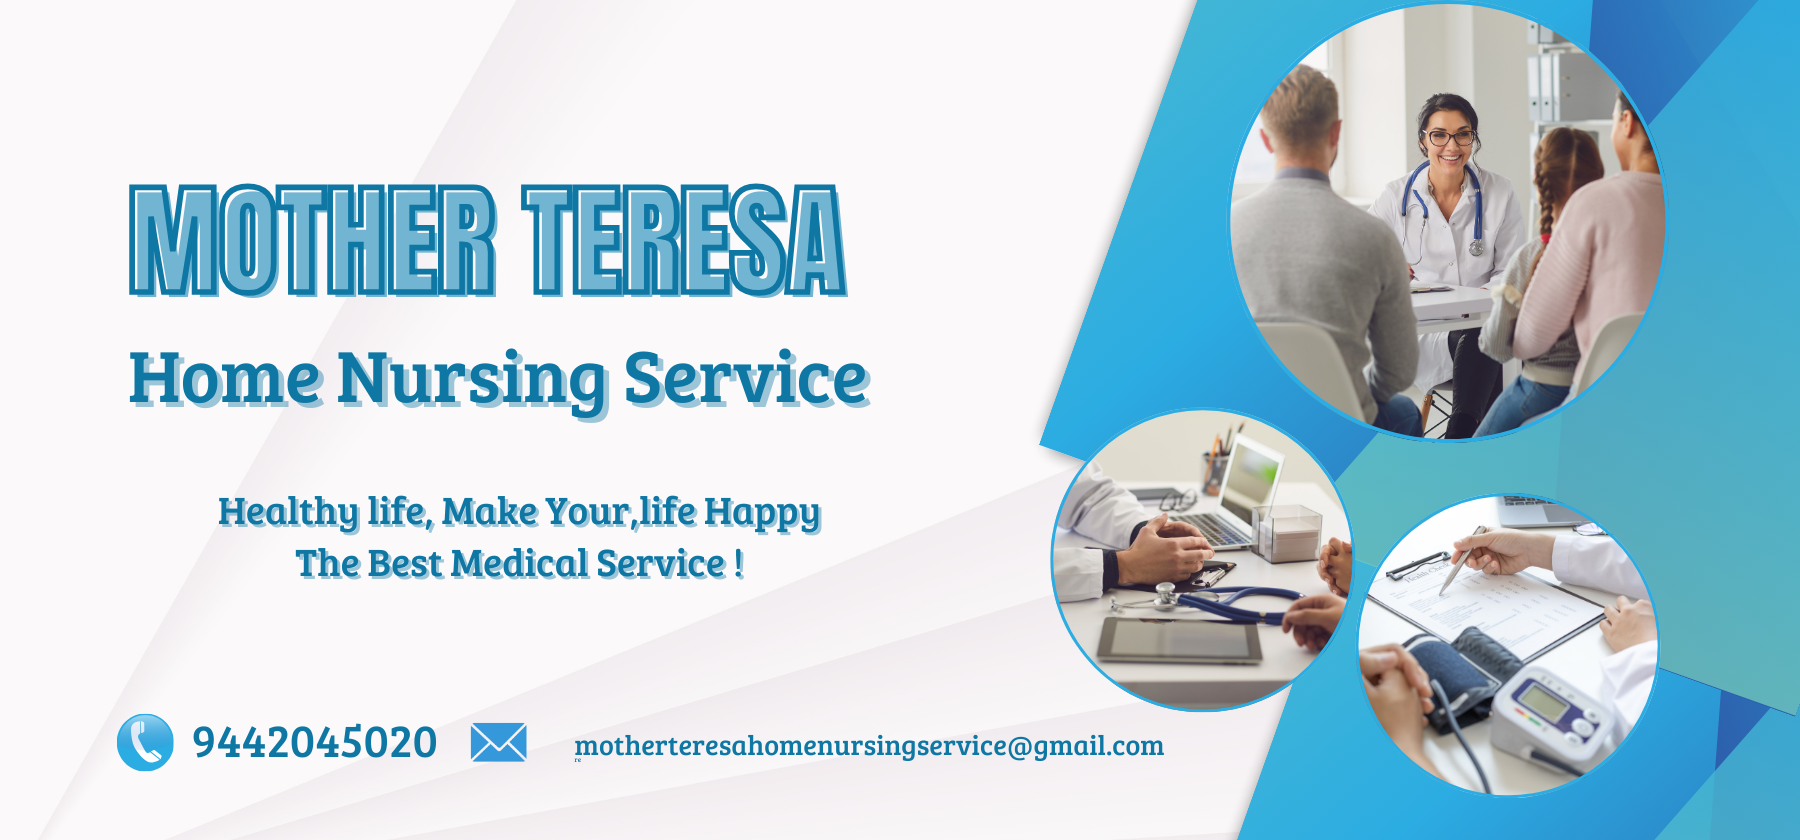 MOTHER TERESA
Home Nursing Service
Healthy life, Make Your,life Happy
The Best Medical Service !
9442045020
motherteresahomenursingservice@gmail.com
re